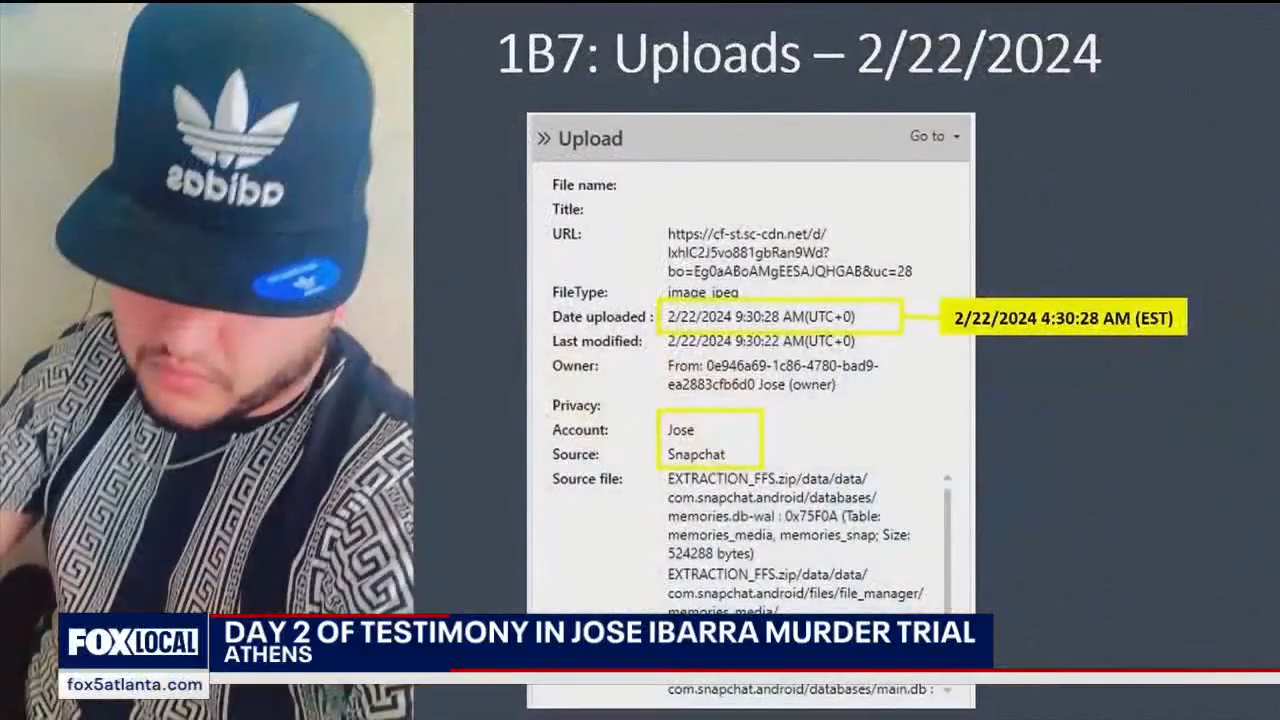 adidas
1B7: Uploads – 2/22/2024
» Upload
Go to
File name:
Title:
URL: https://cf-st.sc-cdn.net/d/
lxhIC2J5vo881gbRan9Wd?
bo=Eg0aABoAMgEESAJQHGAB&uc=28
FileType: image_jpeg
Date uploaded : 2/22/2024 9:30:28 AM(UTC+0)
2/22/2024 4:30:28 AM (EST)
Last modified: 2/22/2024 9:30:22 AM(UTC+0)
Owner: From: 0e946a69-1c86-4780-bad9-
ea2883cfb6d0 Jose (owner)
Privacy:
Account: Jose
Source: Snapchat
Source file: EXTRACTION_FFS.zip/data/data/
com.snapchat.android/databases/
memories.db-wal : 0x75F0A (Table:
memories_media, memories_snap; Size:
524288 bytes)
EXTRACTION_FFS.zip/data/data/
com.snapchat.android/files/file_manager/
memories_media/
FOX LOCAL
DAY 2 OF TESTIMONY IN JOSE IBARRA MURDER TRIAL
ATHENS
fox5atlanta.com
com.snapchat.android/databases/main.db :